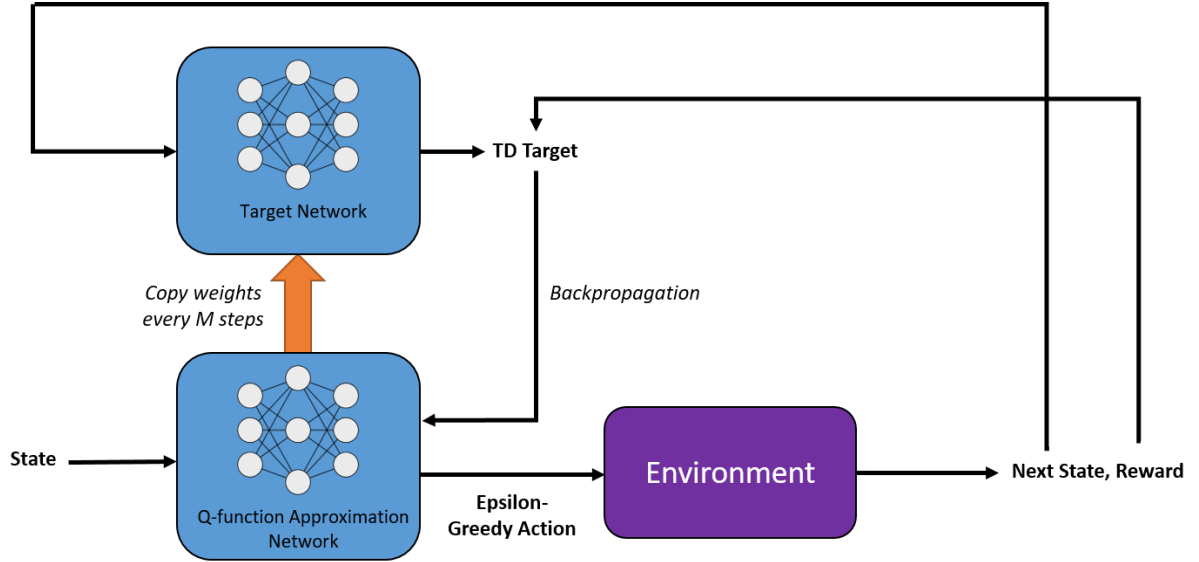 TD Target
Target Network
Copy weights
every M steps
Backpropagation
State
Q-function Approximation
Network
Epsilon-
Greedy Action
Environment
Next State, Reward